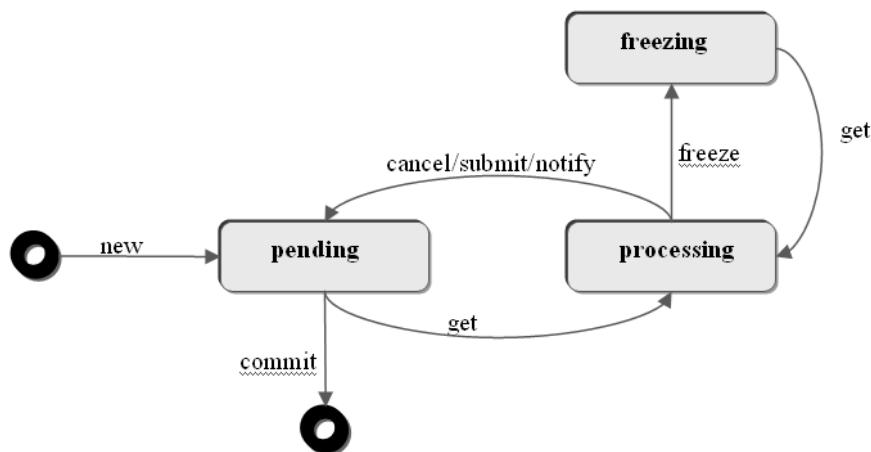 freezing
get
freeze
cancel/submit/notify
new
pending
processing
get
commit